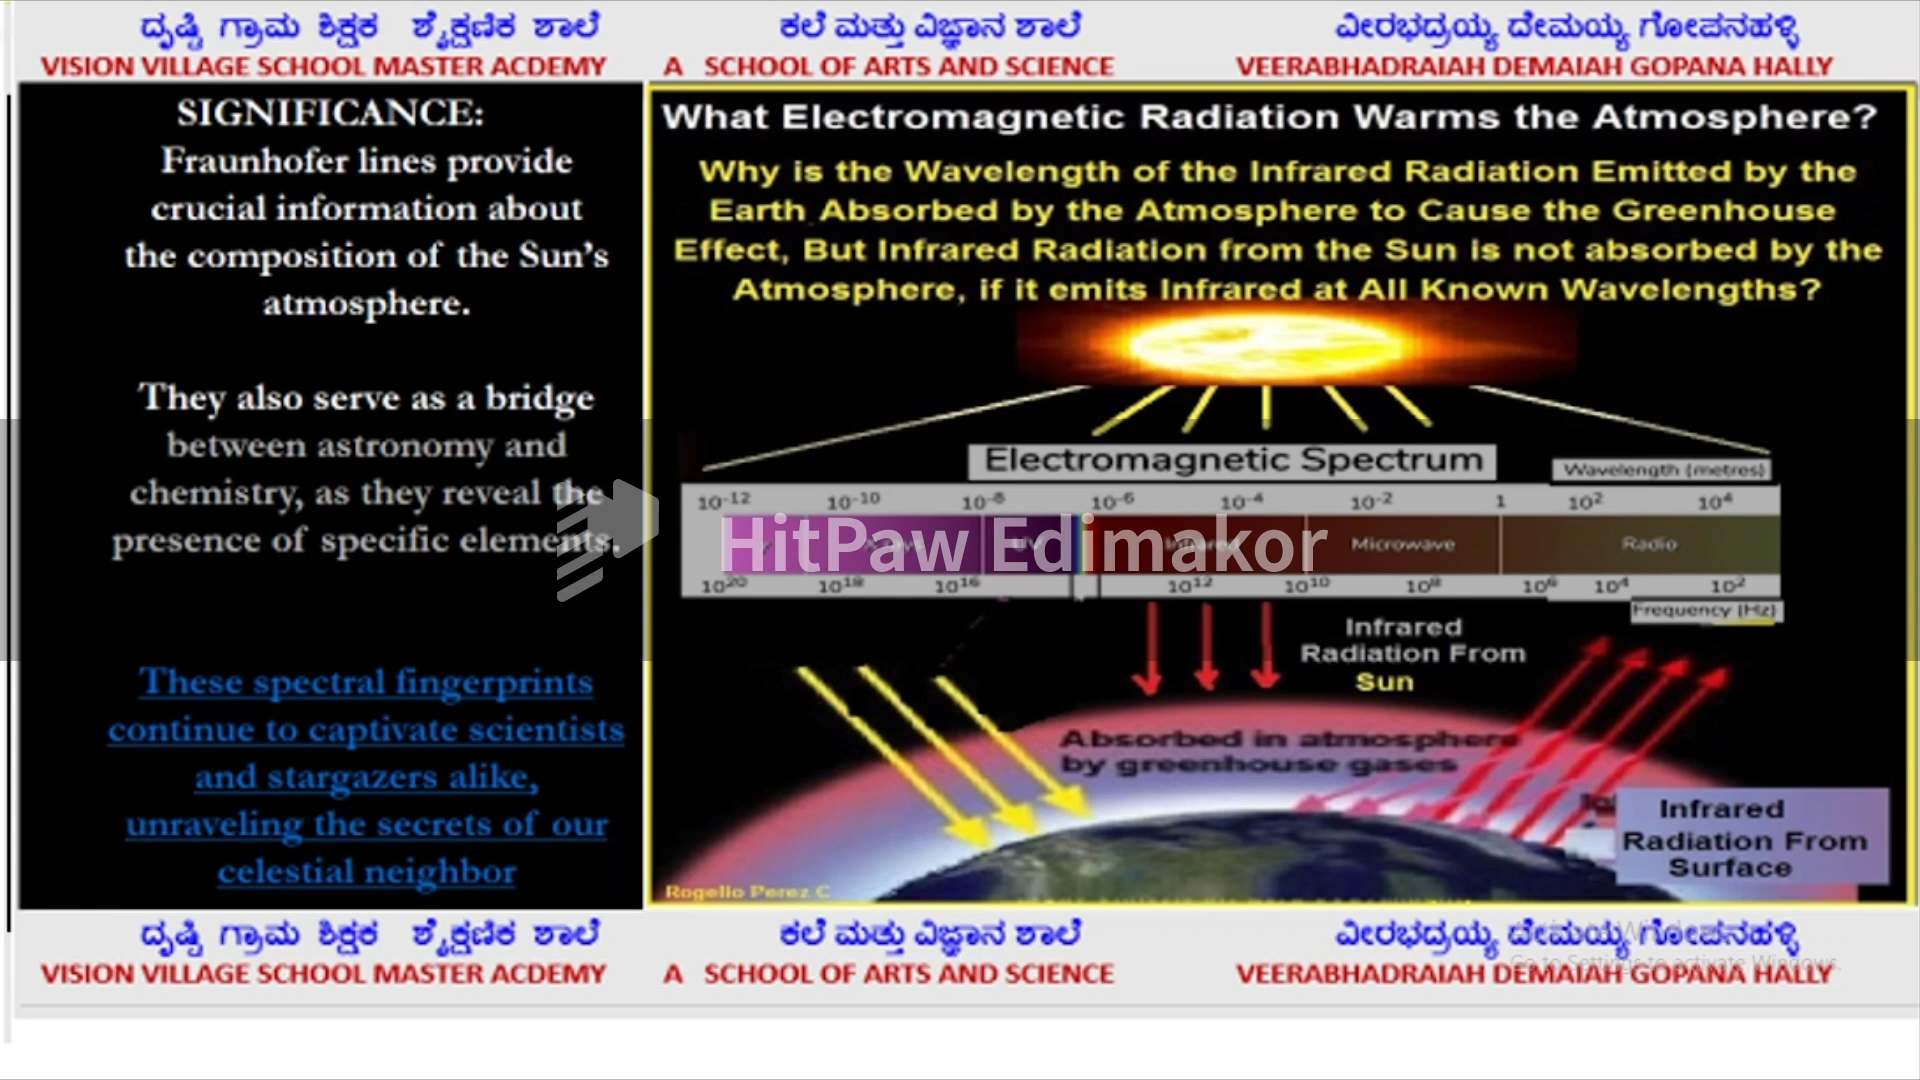 ದೃಷ್ಟಿ ಗ್ರಾಮ ಶಿಕ್ಷಕ ಶೈಕ್ಷಣಿಕ ಶಾಲೆ
ಕಲೆ ಮತ್ತು ವಿಜ್ಞಾನ ಶಾಲೆ
ವೀರಭದ್ರಯ್ಯ ದೇಮಯ್ಯ ಗೋಪನಹಳ್ಳಿ
VISION VILLAGE SCHOOL MASTER ACDEMY
A SCHOOL OF ARTS AND SCIENCE
VEERABHADRAIAH DEMAIAH GOPANA HALLY
SIGNIFICANCE:
Fraunhofer lines provide
crucial information about
the composition of the Sun's
atmosphere.
They also serve as a bridge
between astronomy and
chemistry, as they reveal the
presence of specific elements.
These spectral fingerprints
continue to captivate scientists
and stargazers alike,
unraveling the secrets of our
celestial neighbor
What Electromagnetic Radiation Warms the Atmosphere?
Why is the Wavelength of the Infrared Radiation Emitted by the
Earth Absorbed by the Atmosphere to Cause the Greenhouse
Effect, But Infrared Radiation from the Sun is not absorbed by the
Atmosphere, if it emits Infrared at All Known Wavelengths?
Electromagnetic Spectrum
Wavelength (metres)
10⁻¹² 10⁻¹⁰ 10⁻⁸ 10⁻⁶ 10⁻⁴ 10⁻² 1 10² 10⁴
Infrared Microwave Radio
HitPaw Edimakor
10²⁰ 10¹⁸ 10¹⁶ 10¹² 10¹⁰ 10⁸ 10⁶ 10⁴ 10²
Frequency (Hz)
Infrared
Radiation From
Sun
Absorbed in atmosphere
by greenhouse gases
Infrared
Radiation From
Surface
Rogelio Perez C
ದೃಷ್ಟಿ ಗ್ರಾಮ ಶಿಕ್ಷಕ ಶೈಕ್ಷಣಿಕ ಶಾಲೆ
ಕಲೆ ಮತ್ತು ವಿಜ್ಞಾನ ಶಾಲೆ
ವೀರಭದ್ರಯ್ಯ ದೇಮಯ್ಯ ಗೋಪನಹಳ್ಳಿ
VISION VILLAGE SCHOOL MASTER ACDEMY
A SCHOOL OF ARTS AND SCIENCE
VEERABHADRAIAH DEMAIAH GOPANA HALLY
Activate Windows
Go to Settings to activate Windows.